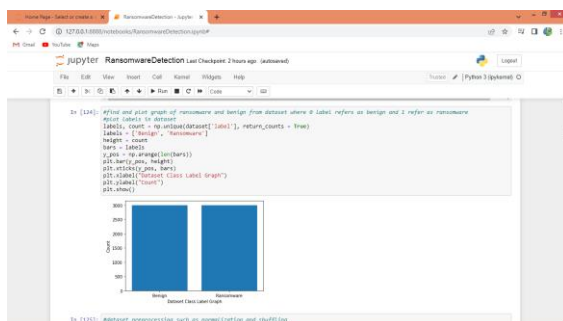 Home Page - Select or create a
RansomwareDetection - Jupyter
127.0.0.1:8888/notebooks/RansomwareDetection.ipynb#
Gmail YouTube Maps
jupyter RansomwareDetection Last Checkpoint: 2 hours ago (autosaved)
Logout
File Edit View Insert Cell Kernel Widgets Help
Trusted Python 3 (ipykernel)
Run Code
In [124]: #find and plot graph of ransomware and benign from dataset where 0 label refers as benign and 1 refer as ransomware
#plot labels in dataset
labels, count = np.unique(dataset['label'], return_counts = True)
labels = ['Benign', 'Ransomware']
height = count
bars = labels
y_pos = np.arange(len(bars))
plt.bar(y_pos, height)
plt.xticks(y_pos, bars)
plt.xlabel("Dataset Class Label Graph")
plt.ylabel("Count")
plt.show()
3000
2500
2000
1500
1000
500
0
Count
Benign Ransomware
Dataset Class Label Graph
In [125]: #dataset preprocessing such as normalization and shuffling